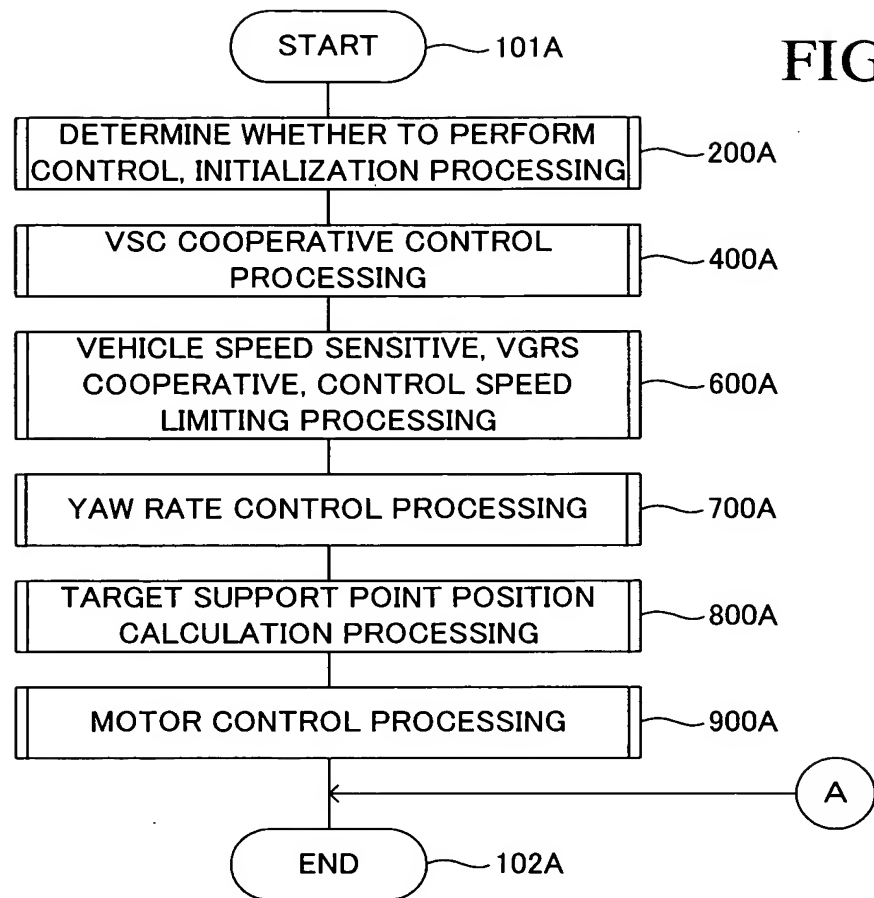 START
101A
FIG
DETERMINE WHETHER TO PERFORM
CONTROL, INITIALIZATION PROCESSING
200A
VSC COOPERATIVE CONTROL
PROCESSING
400A
VEHICLE SPEED SENSITIVE, VGRS
COOPERATIVE, CONTROL SPEED
LIMITING PROCESSING
600A
YAW RATE CONTROL PROCESSING
700A
TARGET SUPPORT POINT POSITION
CALCULATION PROCESSING
800A
MOTOR CONTROL PROCESSING
900A
A
END
102A